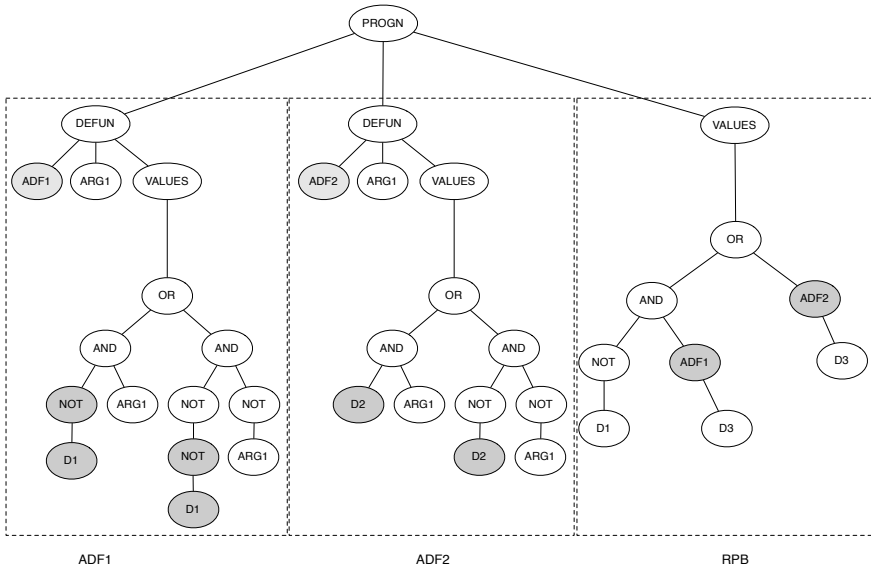 PROGN
DEFUN DEFUN VALUES
ADF1 ARG1 VALUES ADF2 ARG1 VALUES
OR
OR OR
AND ADF2
AND AND AND AND
NOT ADF1 D3
NOT ARG1 NOT NOT D2 ARG1 NOT NOT
D1 D3
D1 NOT ARG1 D2 ARG1
D1
ADF1 ADF2 RPB